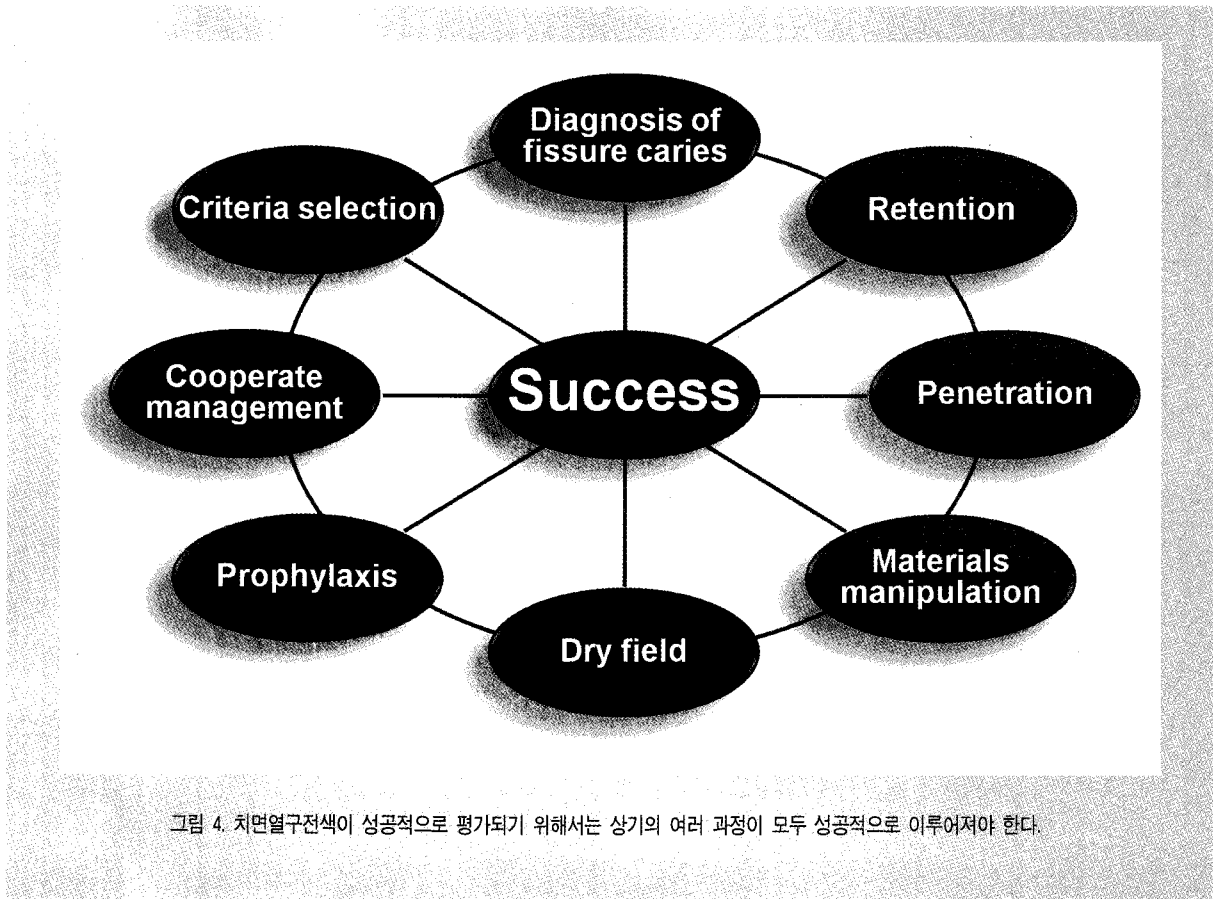 Diagnosis of
fissure caries
Criteria selection
Retention
Cooperate
management
Success
Penetration
Prophylaxis
Materials
manipulation
Dry field
그림 4. 치면열구전색이 성공적으로 평가되기 위해서는 상기의 여러 과정이 모두 성공적으로 이루어져야 한다.